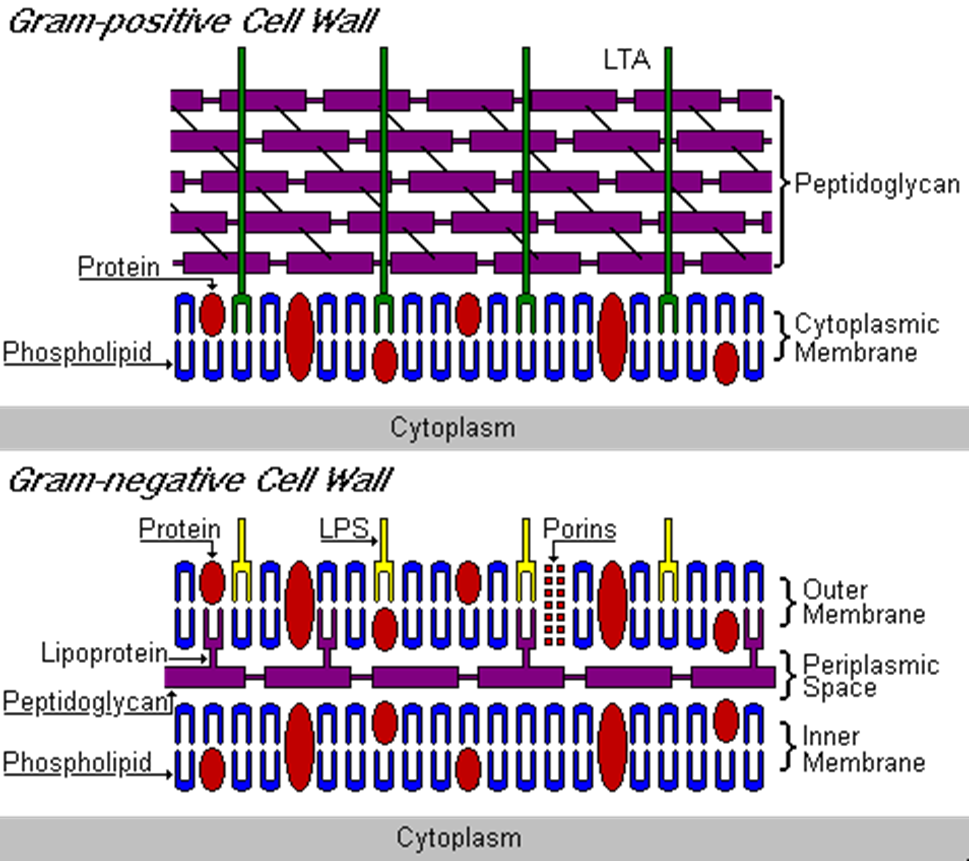 Gram-positive Cell Wall
LTA
Peptidoglycan
Protein
Phospholipid
Cytoplasmic
Membrane
Cytoplasm
Gram-negative Cell Wall
Protein
LPS
Porins
Outer
Membrane
Lipoprotein
Periplasmic
Space
Peptidoglycan
Inner
Membrane
Phospholipid
Cytoplasm